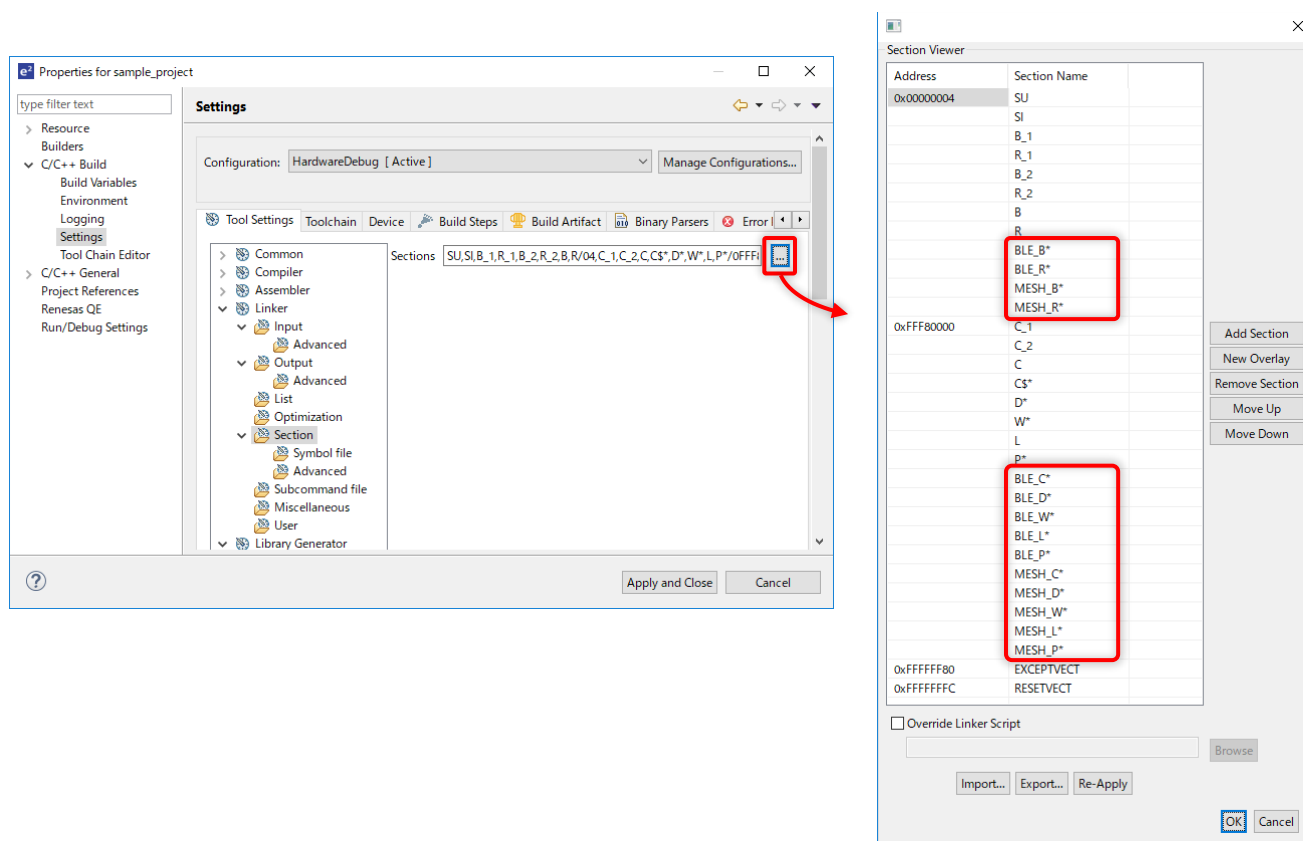 Properties for sample_project
type filter text
Resource
Builders
C/C++ Build
Build Variables
Environment
Logging
Settings
Tool Chain Editor
C/C++ General
Project References
Renesas QE
Run/Debug Settings
Settings
Configuration: HardwareDebug [ Active ] Manage Configurations...
Tool Settings Toolchain Device Build Steps Build Artifact Binary Parsers Error
Common
Compiler
Assembler
Linker
Input
Advanced
Output
Advanced
List
Optimization
Section
Symbol file
Advanced
Subcommand file
Miscellaneous
User
Library Generator
Sections SU,SI,B_1,R_1,B_2,R_2,B,R/04,C_1,C_2,C,C$*,D*,W*,L,P*/0FFF ...
? Apply and Close Cancel
Section Viewer
Address Section Name
0x00000004 SU
SI
B_1
R_1
B_2
R_2
B
R
BLE_B*
BLE_R*
MESH_B*
MESH_R*
0xFFF80000 C_1
C_2
C
C$*
D*
W*
L
P*
BLE_C*
BLE_D*
BLE_W*
BLE_L*
BLE_P*
MESH_C*
MESH_D*
MESH_W*
MESH_L*
MESH_P*
0xFFFFFF80 EXCEPTVECT
0xFFFFFFFC RESETVECT
Add Section
New Overlay
Remove Section
Move Up
Move Down
Override Linker Script
Browse
Import... Export... Re-Apply
OK Cancel